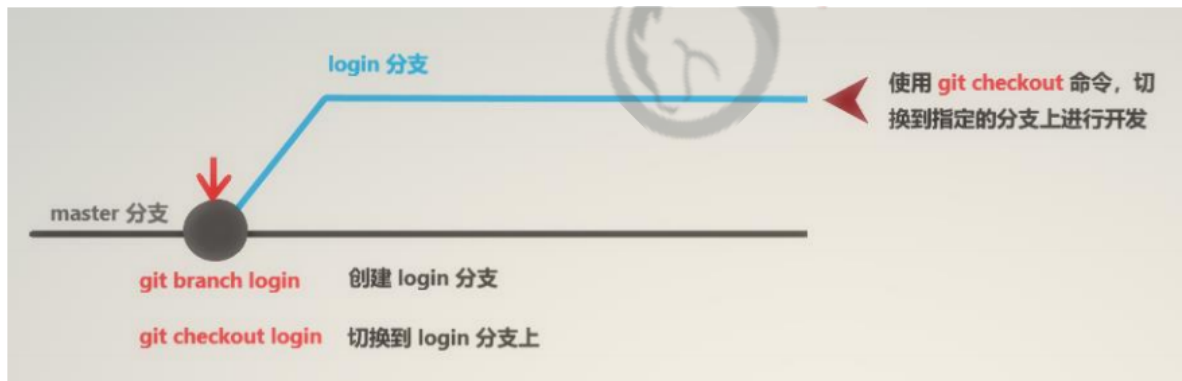 login 分支
使用 git checkout 命令，切
换到指定的分支上进行开发
master 分支
git branch login 创建 login 分支
git checkout login 切换到 login 分支上